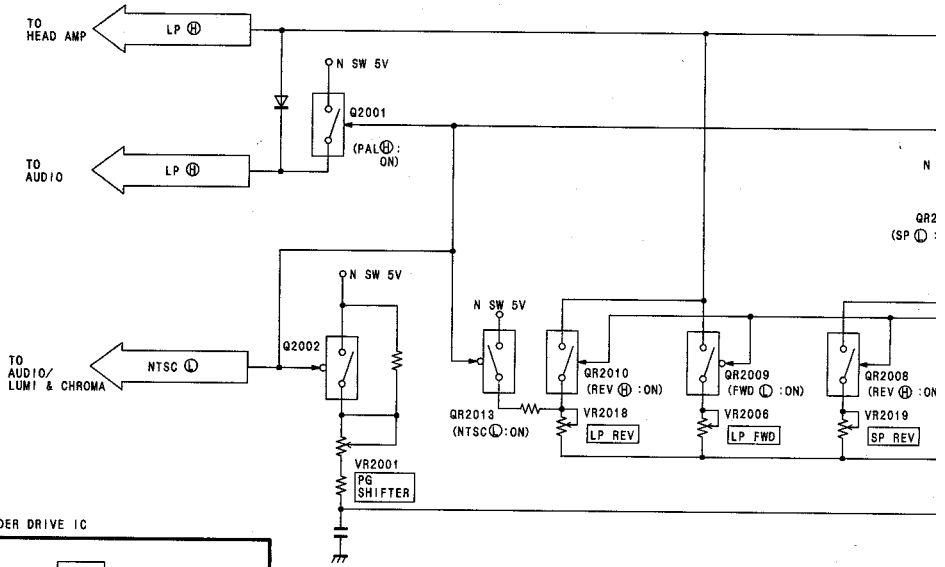 TO
HEAD AMP
LP Ⓗ
N SW 5V
Q2001
(PALⒽ:
ON)
TO
AUDIO
LP Ⓗ
N
QR2
(SP Ⓛ :
N SW 5V
N SW 5V
Q2002
TO
AUDIO/
LUMI & CHROMA
NTSC Ⓛ
QR2010
(REV Ⓗ :ON)
QR2009
(FWD Ⓛ :ON)
QR2008
(REV Ⓗ :ON)
QR2013
(NTSCⓁ:ON)
VR2018
LP REV
VR2006
LP FWD
VR2019
SP REV
VR2001
PG
SHIFTER
DER DRIVE IC